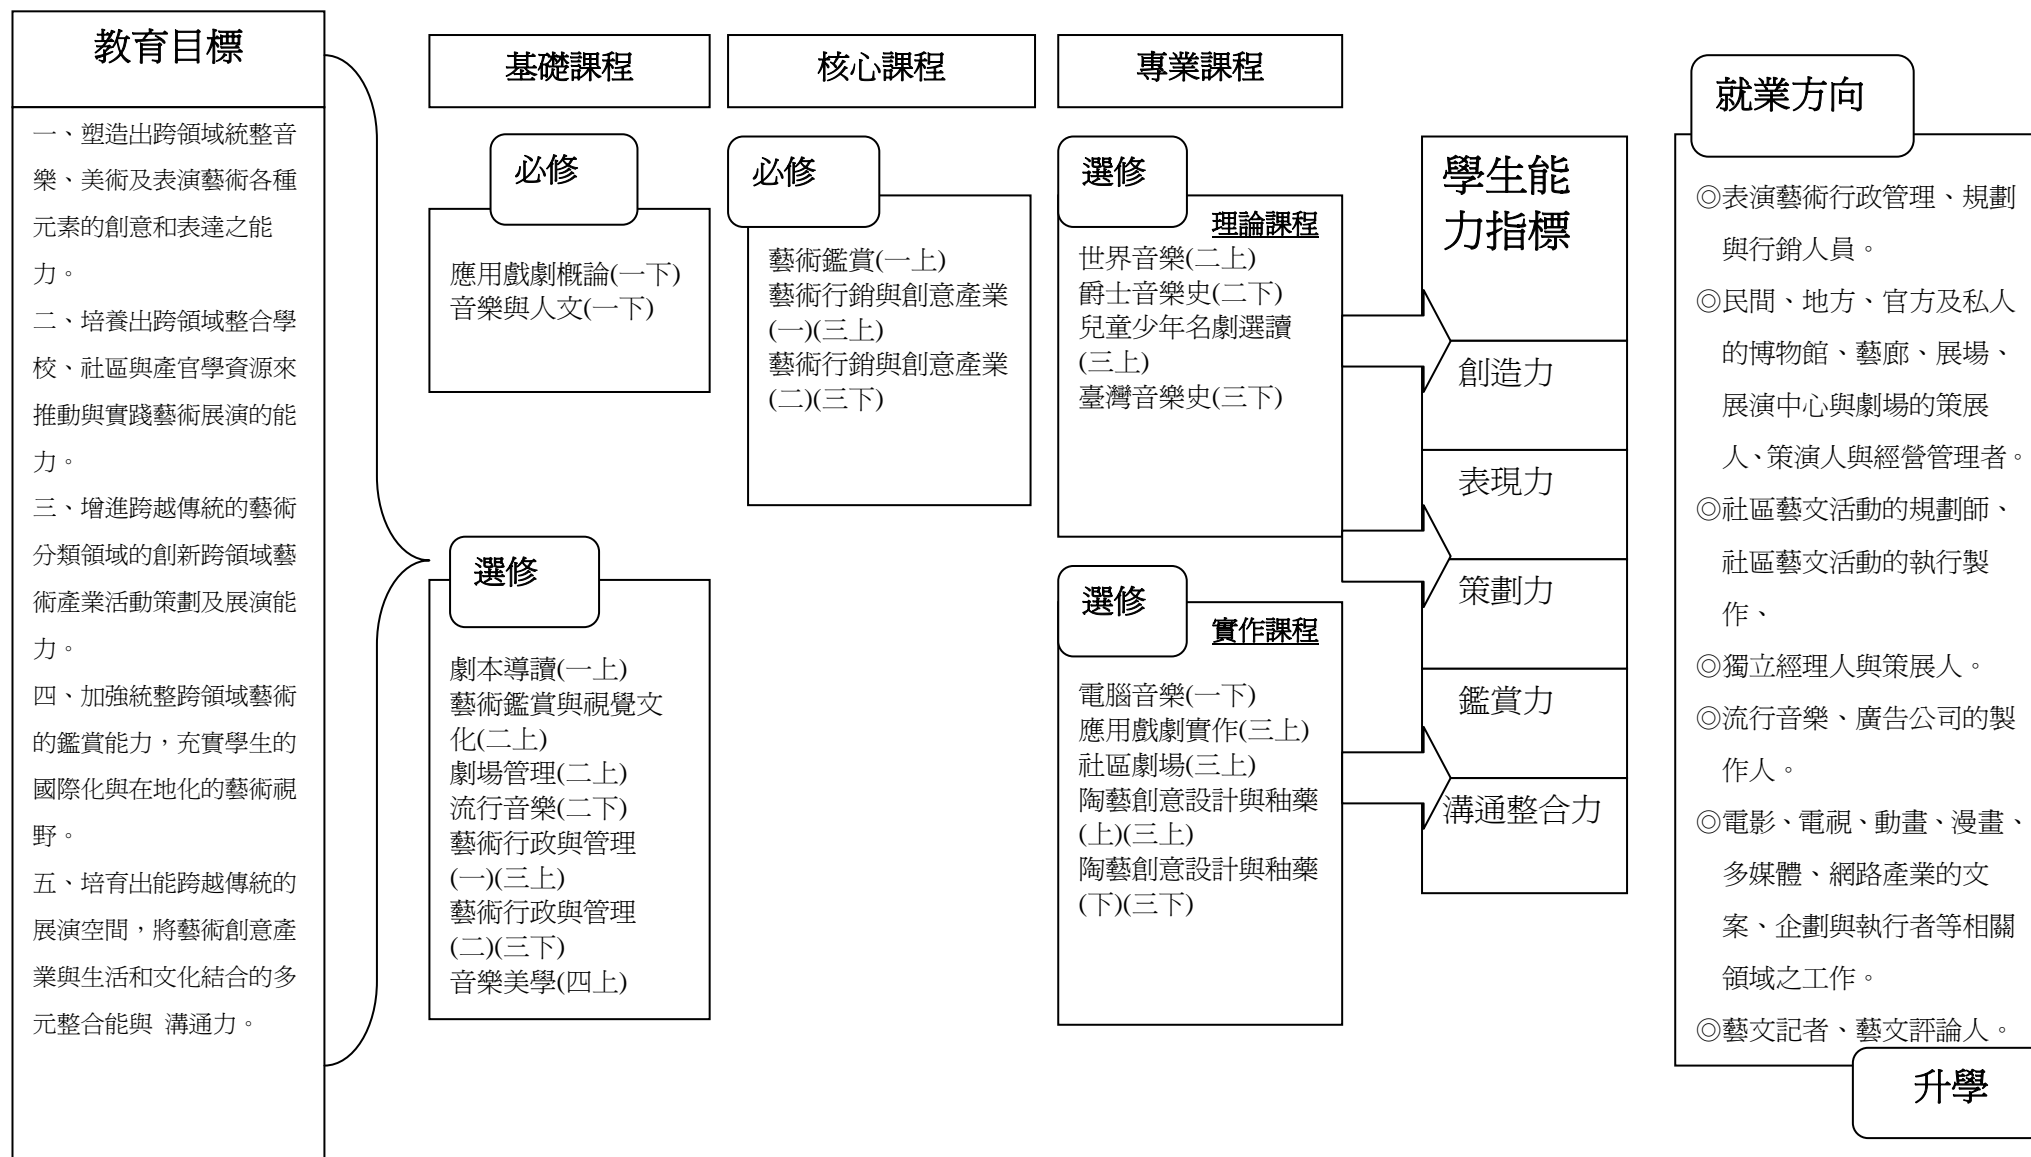 教育目標
一、塑造出跨領域統整音
樂、美術及表演藝術各種
元素的創意和表達之能
力。
二、培養出跨領域整合學
校、社區與產官學資源來
推動與實踐藝術展演的能
力。
三、增進跨越傳統的藝術
分類領域的創新跨領域藝
術產業活動策劃及展演能
力。
四、加強統整跨領域藝術
的鑑賞能力，充實學生的
國際化與在地化的藝術視
野。
五、培育出能跨越傳統的
展演空間，將藝術創意產
業與生活和文化結合的多
元整合能與 溝通力。
基礎課程
必修
應用戲劇概論(一下)
音樂與人文(一下)
選修
劇本導讀(一上)
藝術鑑賞與視覺文
化(二上)
劇場管理(二上)
流行音樂(二下)
藝術行政與管理
(一)(三上)
藝術行政與管理
(二)(三下)
音樂美學(四上)
核心課程
必修
藝術鑑賞(一上)
藝術行銷與創意產業
(一)(三上)
藝術行銷與創意產業
(二)(三下)
專業課程
選修
理論課程
世界音樂(二上)
爵士音樂史(二下)
兒童少年名劇選讀
(三上)
臺灣音樂史(三下)
選修
實作課程
電腦音樂(一下)
應用戲劇實作(三上)
社區劇場(三上)
陶藝創意設計與釉藥
(上)(三上)
陶藝創意設計與釉藥
(下)(三下)
學生能
力指標
創造力
表現力
策劃力
鑑賞力
溝通整合力
就業方向
◎表演藝術行政管理、規劃
與行銷人員。
◎民間、地方、官方及私人
的博物館、藝廊、展場、
展演中心與劇場的策展
人、策演人與經營管理者。
◎社區藝文活動的規劃師、
社區藝文活動的執行製
作、
◎獨立經理人與策展人。
◎流行音樂、廣告公司的製
作人。
◎電影、電視、動畫、漫畫、
多媒體、網路產業的文
案、企劃與執行者等相關
領域之工作。
◎藝文記者、藝文評論人。
升學